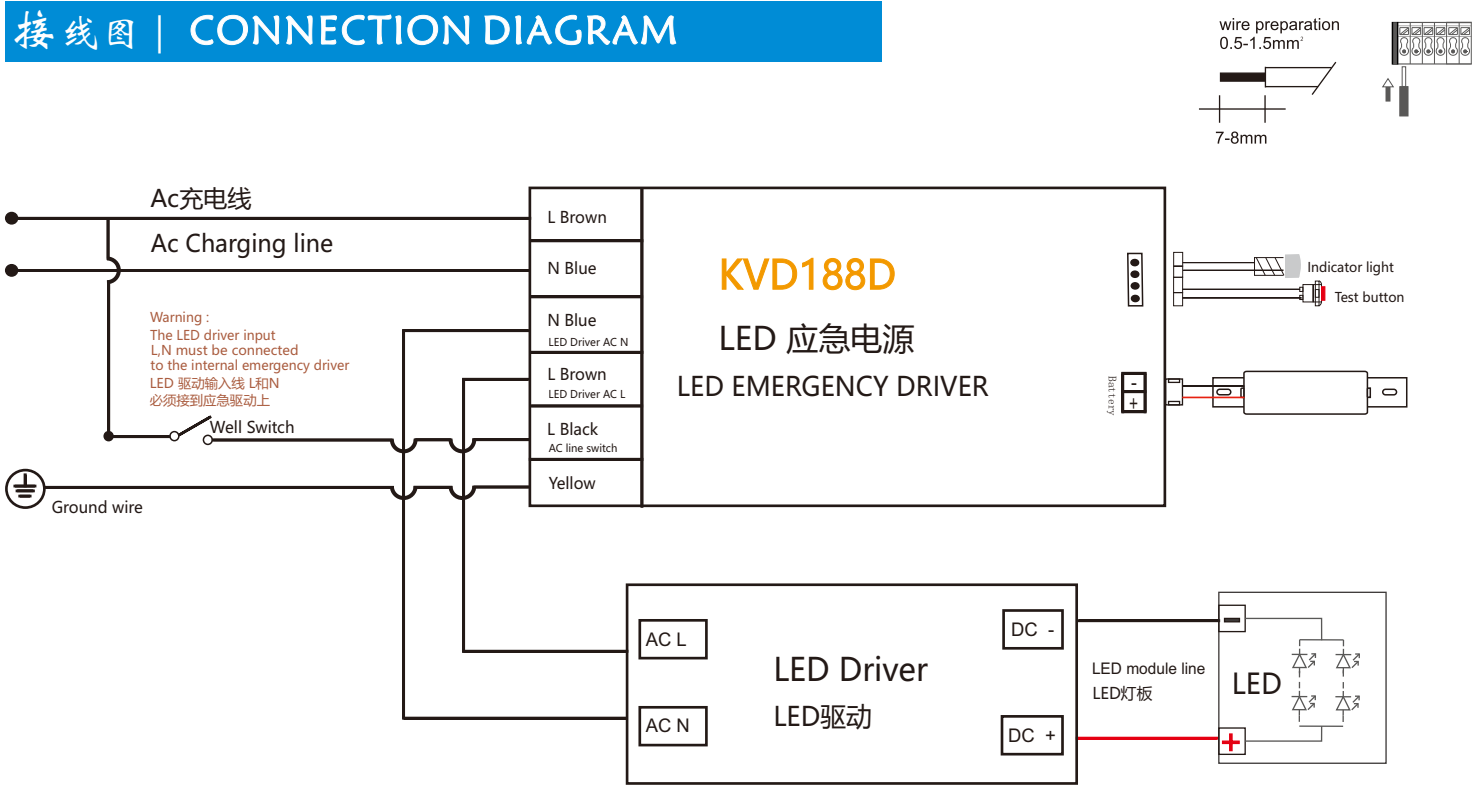 接线图 | CONNECTION DIAGRAM
wire preparation
0.5-1.5mm²
7-8mm
Ac充电线
Ac Charging line
L Brown
N Blue
N Blue
LED Driver AC N
L Brown
LED Driver AC L
L Black
AC line switch
Yellow
KVD188D
LED 应急电源
LED EMERGENCY DRIVER
Indicator light
Test button
Battery
-
+
Warning :
The LED driver input
L,N must be connected
to the internal emergency driver
LED 驱动输入线 L和N
必须接到应急驱动上
Well Switch
Ground wire
AC L
AC N
LED Driver
LED驱动
DC -
DC +
LED module line
LED灯板
LED